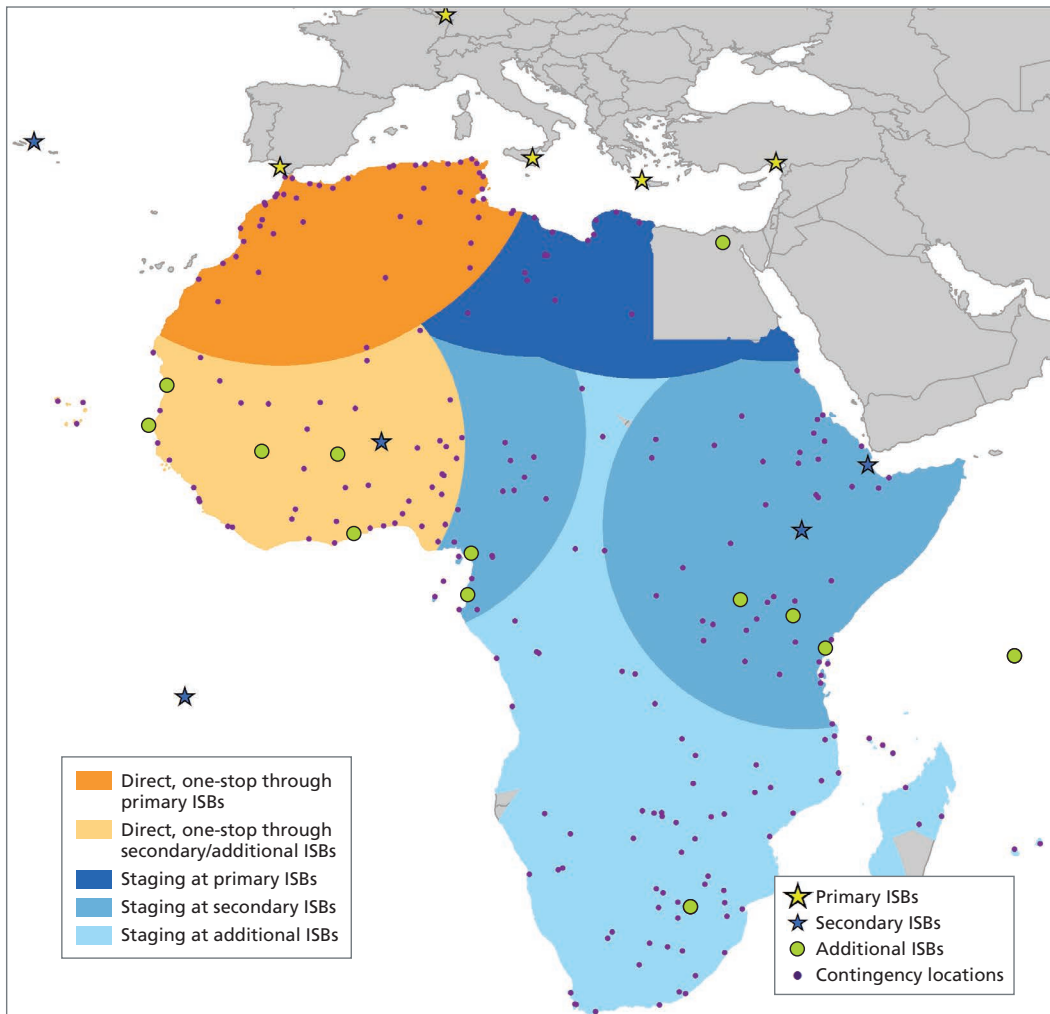 Direct, one-stop through
primary ISBs
Direct, one-stop through
secondary/additional ISBs
Staging at primary ISBs
Staging at secondary ISBs
Staging at additional ISBs
Primary ISBs
Secondary ISBs
Additional ISBs
Contingency locations